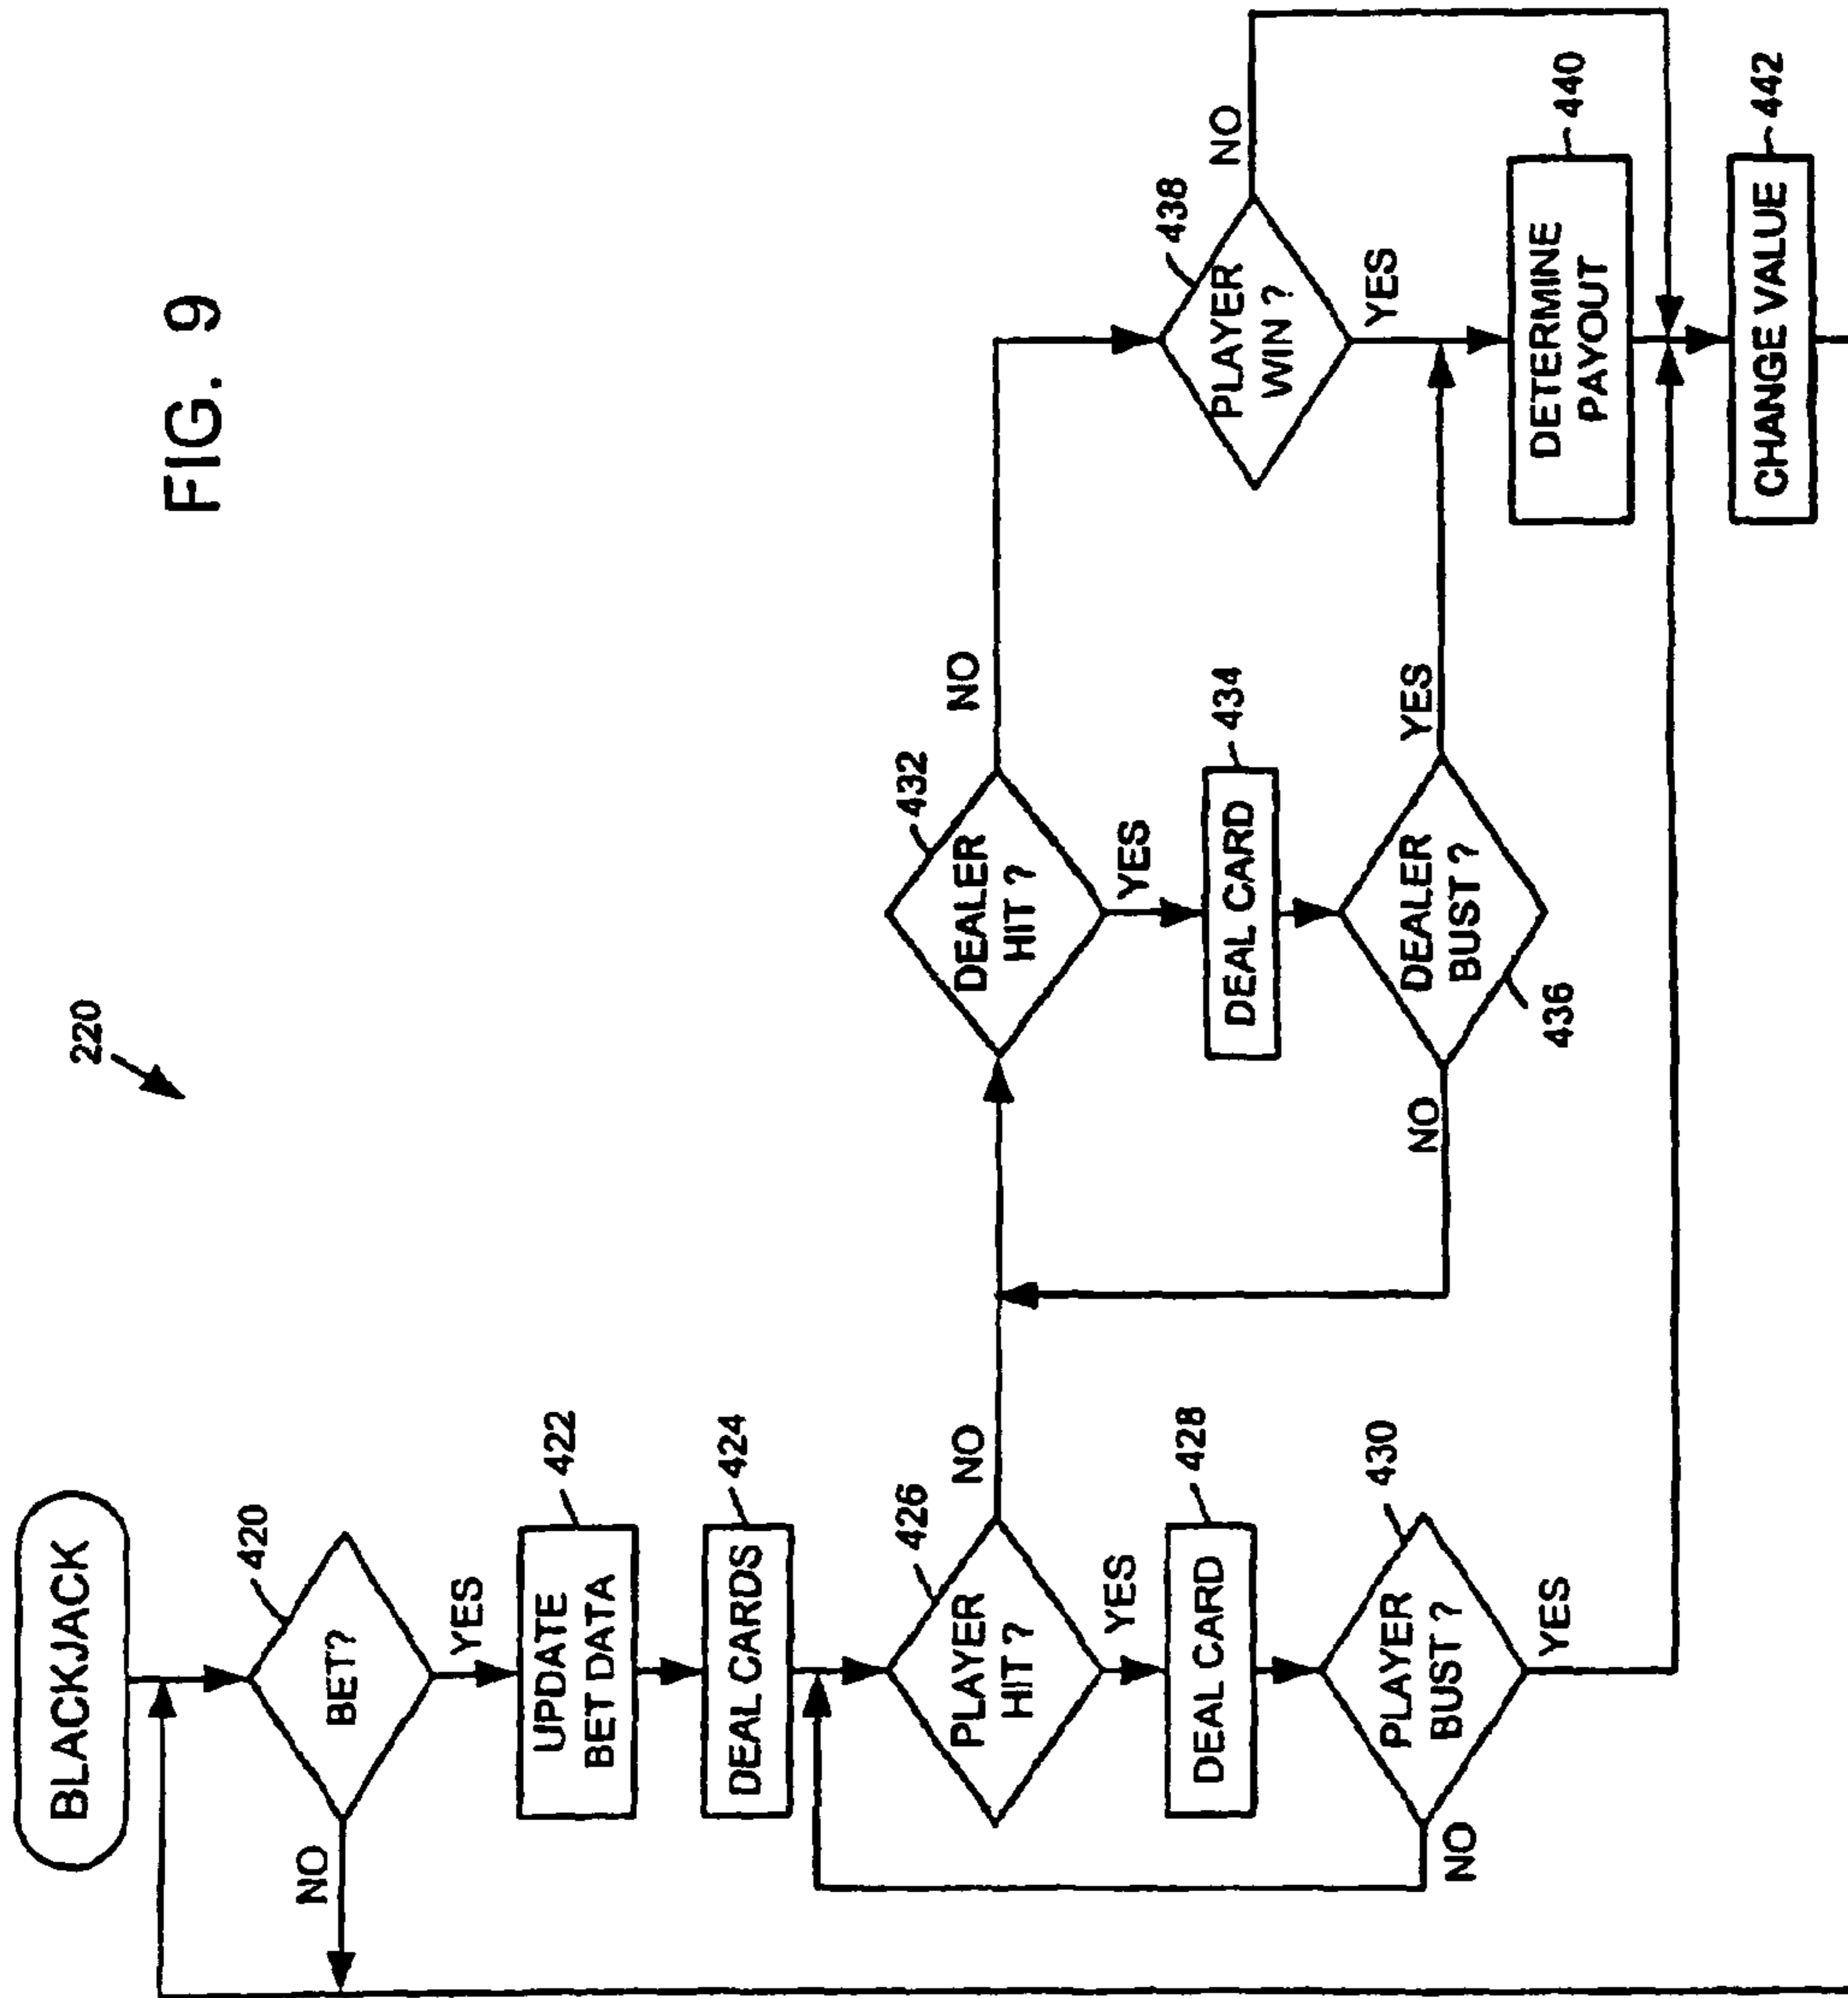 FIG. 9
220
BLACKJACK
420
BET?
NO
YES
422
UPDATE
BET DATA
424
DEAL CARDS
426
PLAYER
HIT ?
NO
YES
428
DEAL CARD
430
PLAYER
BUST ?
NO
YES
432
DEALER
HIT ?
NO
YES
434
DEAL CARD
DEALER
BUST ?
436
NO
YES
438
PLAYER
WIN ?
NO
YES
440
DETERMINE
PAYOUT
442
CHANGE VALUE